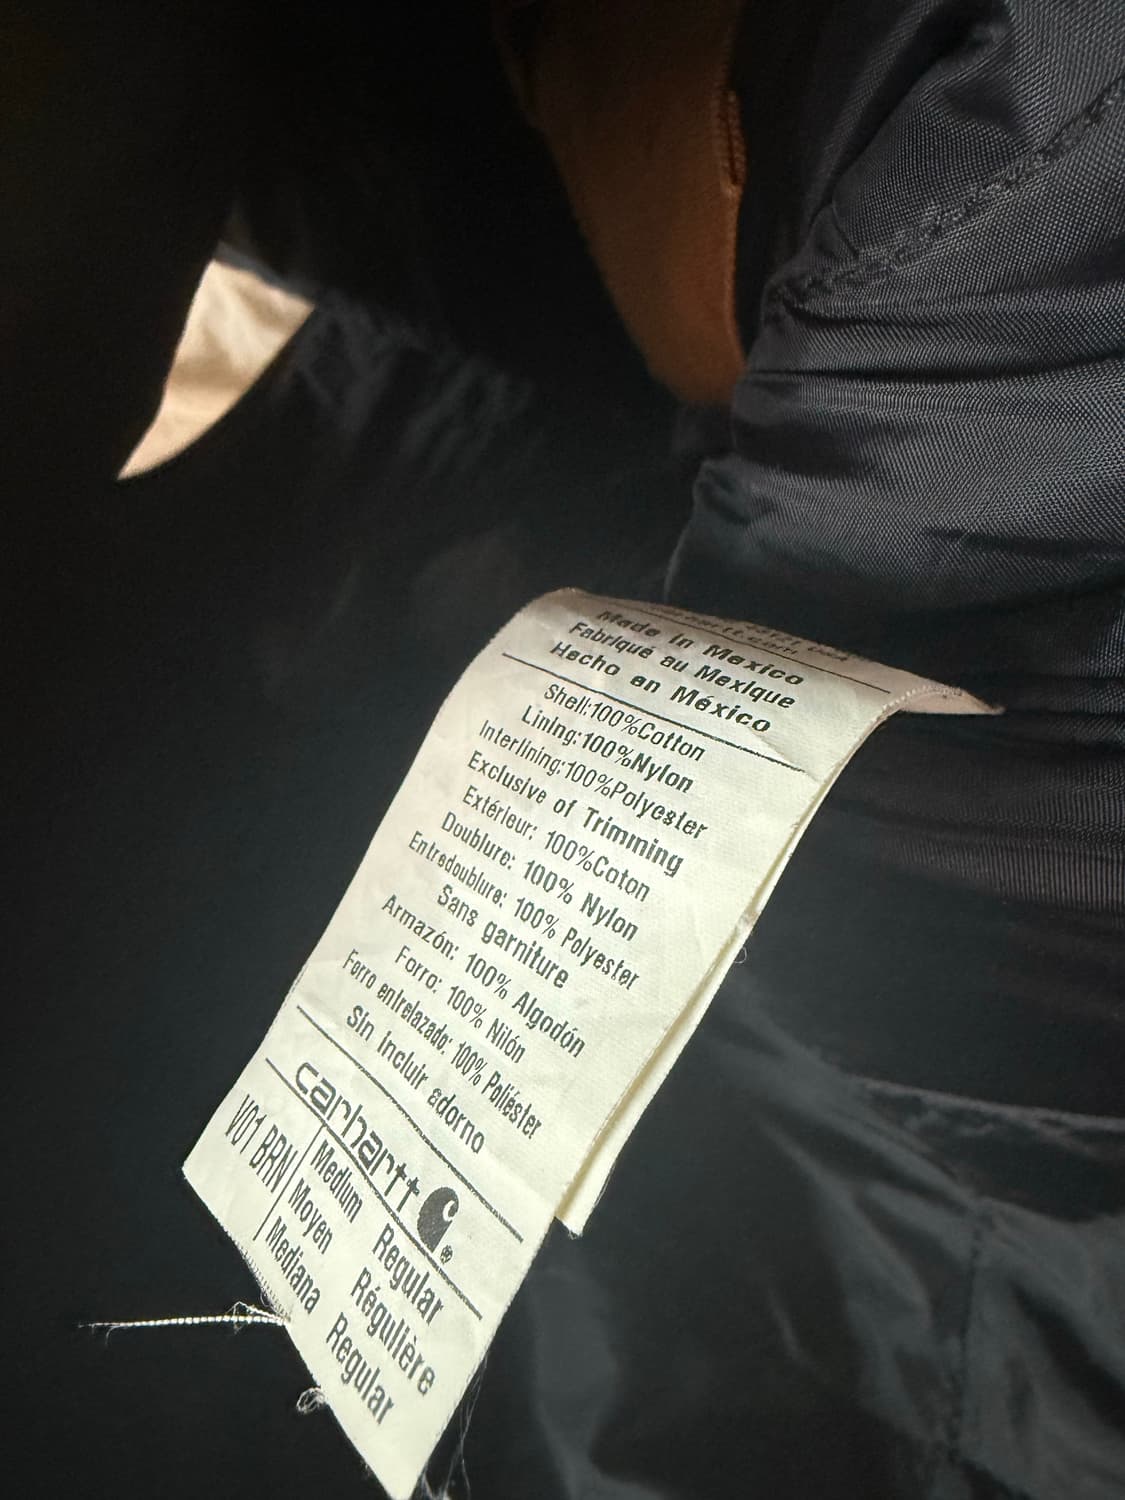 Made in Mexico
Fabriqué au Mexique
Hecho en México
Shell:100%Cotton
Lining:100%Nylon
Interlining:100%Polyester
Exclusive of Trimming
Extérieur: 100%Coton
Doublure: 100% Nylon
Entredoublure: 100% Polyester
Sans garniture
Armazón: 100% Algodón
Forro: 100% Nilón
Forro entrelazado: 100% Poliéster
Sin incluir adorno
carhartt ®
V01 BRN
Medium Regular
Moyen Régulière
Mediana Regular